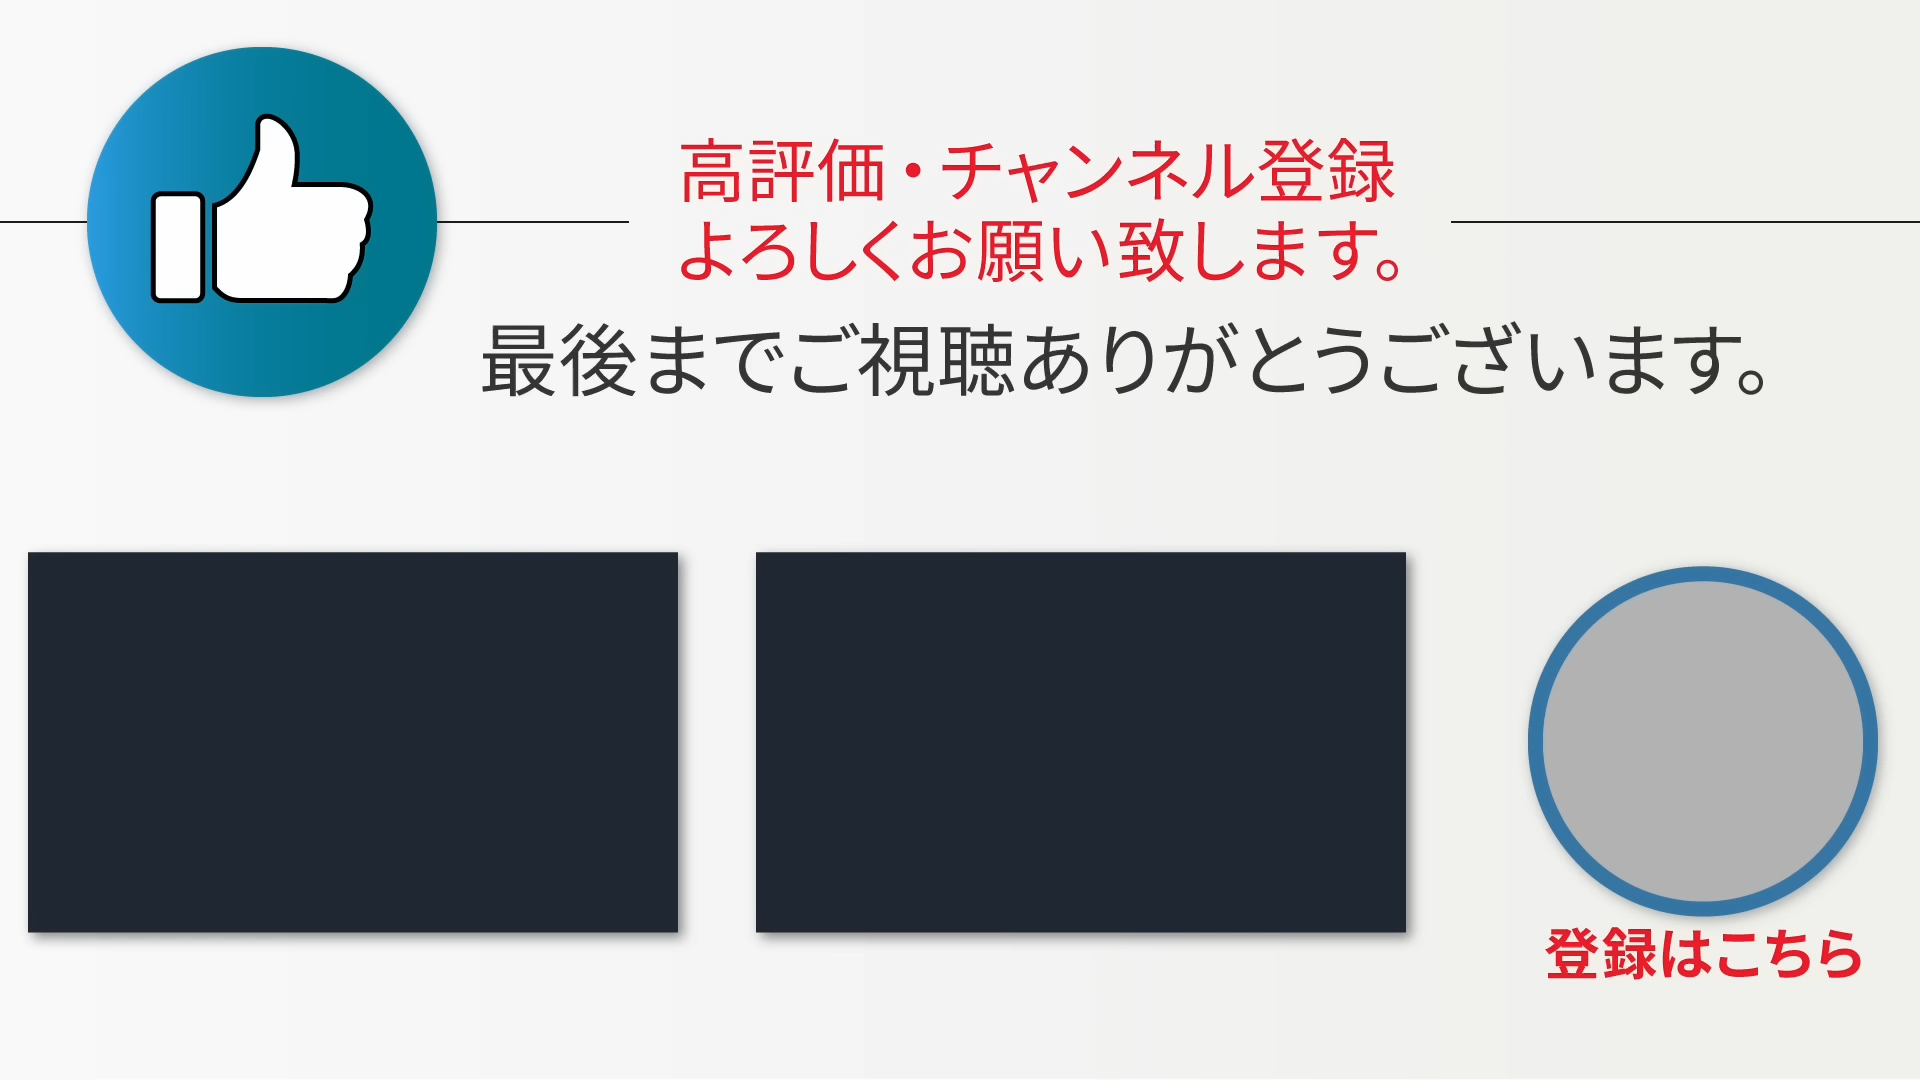 高評価・チャンネル登録
よろしくお願い致します。
最後までご視聴ありがとうございます。
登録はこちら